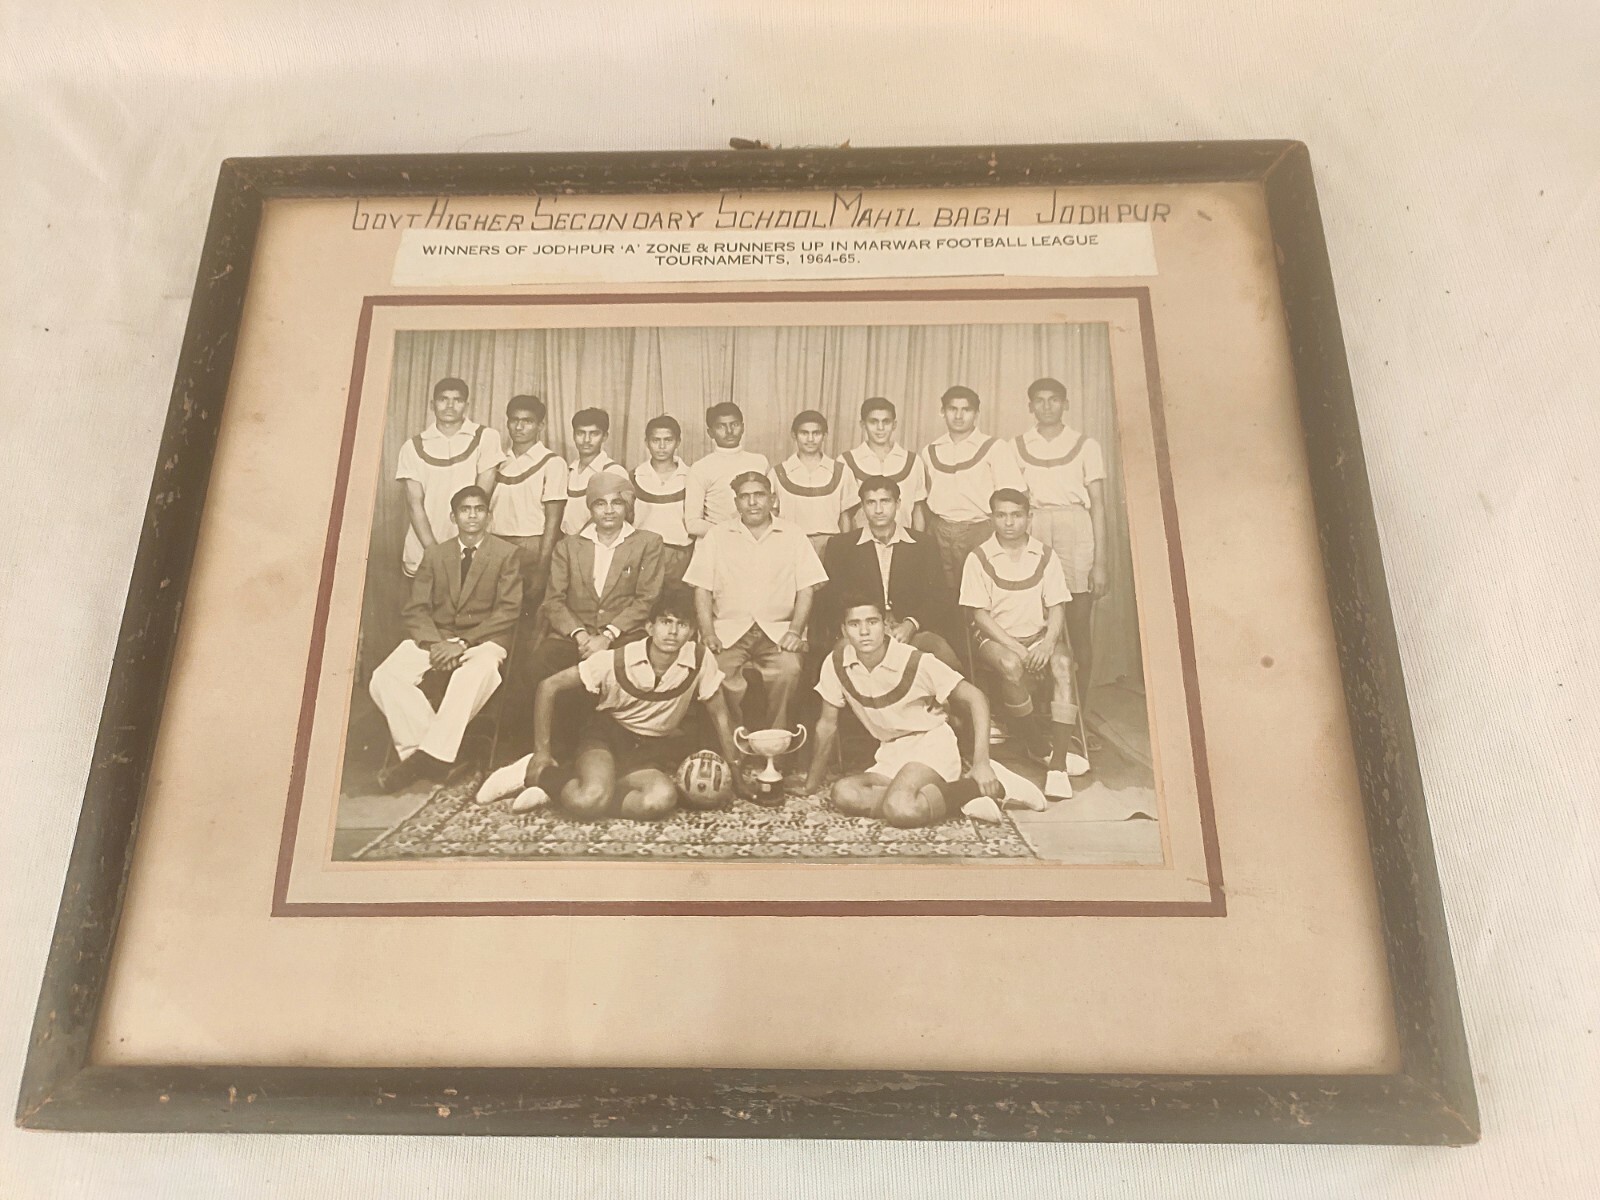 GOVT HIGHER SECONDARY SCHOOL MAHIL BAGH JODHPUR
WINNERS OF JODHPUR 'A' ZONE & RUNNERS UP IN MARWAR FOOTBALL LEAGUE
TOURNAMENTS, 1964-65.